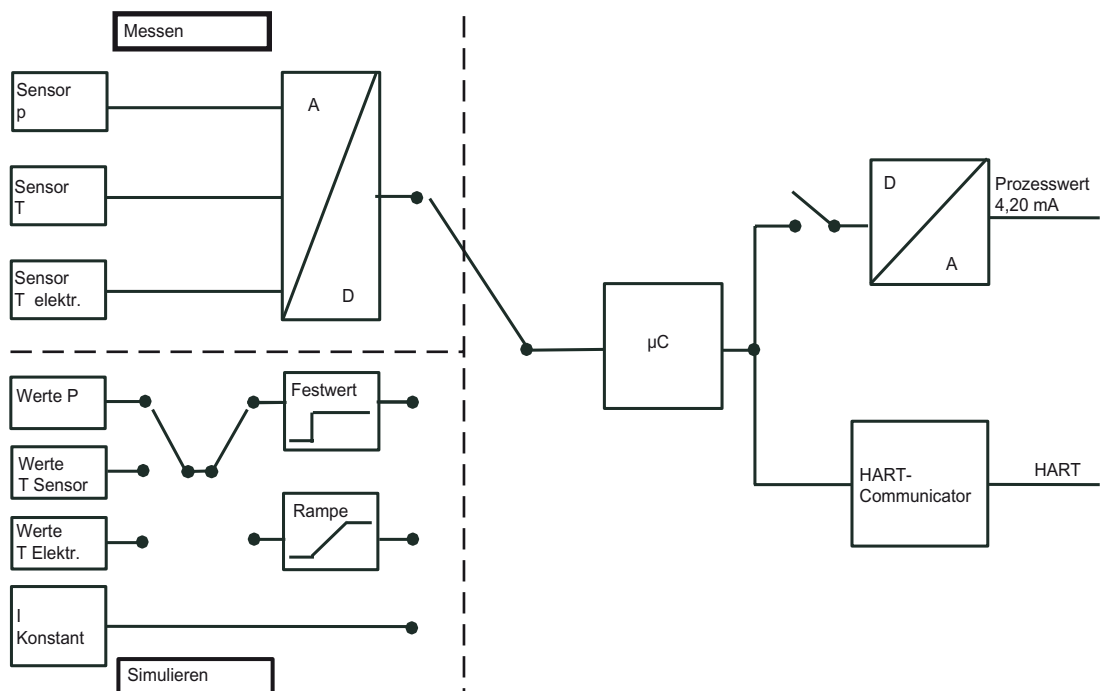 Messen
Sensor
p
Sensor
T
Sensor
T elektr.
A
D
µC
D
A
Prozesswert
4,20 mA
HART-
Communicator
HART
Werte P
Werte
T Sensor
Werte
T Elektr.
I
Konstant
Festwert
Rampe
Simulieren